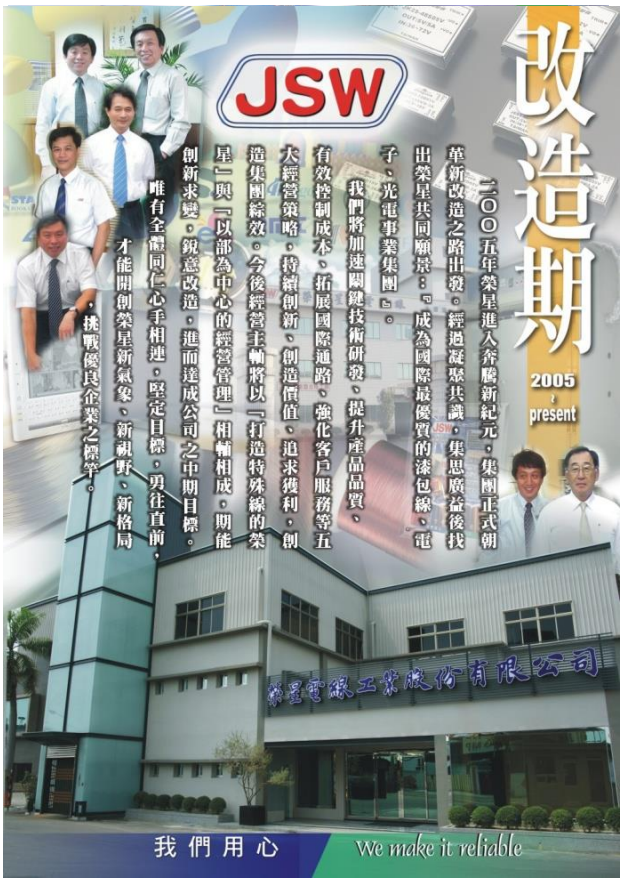 改造期
2005
~
present
JSW
二○○五年榮星進入奔騰新紀元，集團正式朝
革新改造之路出發。經過凝聚共識、集思廣益後找
出榮星共同願景：『成為國際最優質的漆包線、電
子、光電事業集團』。
我們將加速關鍵技術研發、提升產品品質、
有效控制成本、拓展國際通路、強化客戶服務等五
大經營策略，持續創新、創造價值、追求獲利，創
造集團綜效。今後經營主軸將以「打造特殊線的榮
星」與「以部為中心的經營管理」相輔相成，期能
創新求變，銳意改造，進而達成公司之中期目標。
唯有全體同仁心手相連，堅定目標，勇往直前，
才能開創榮星新氣象、新視野、新格局
，挑戰優良企業之標竿。
榮星電線工業股份有限公司
我們用心
We make it reliable